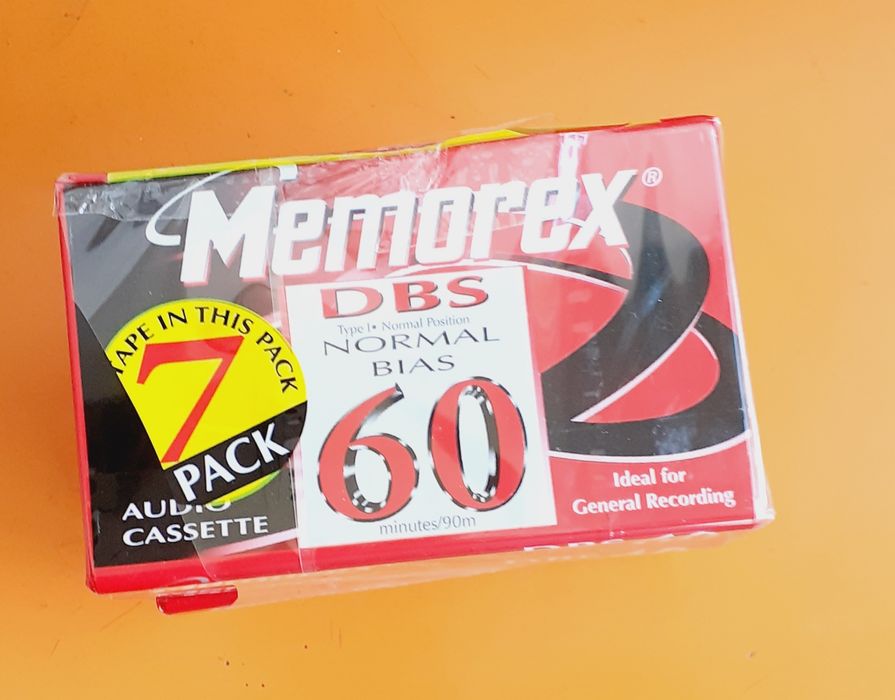 Memorex®
TAPE IN THIS PACK
7
PACK
AUDIO
CASSETTE
DBS
Type I • Normal Position
NORMAL
BIAS
60
minutes/90m
Ideal for
General Recording